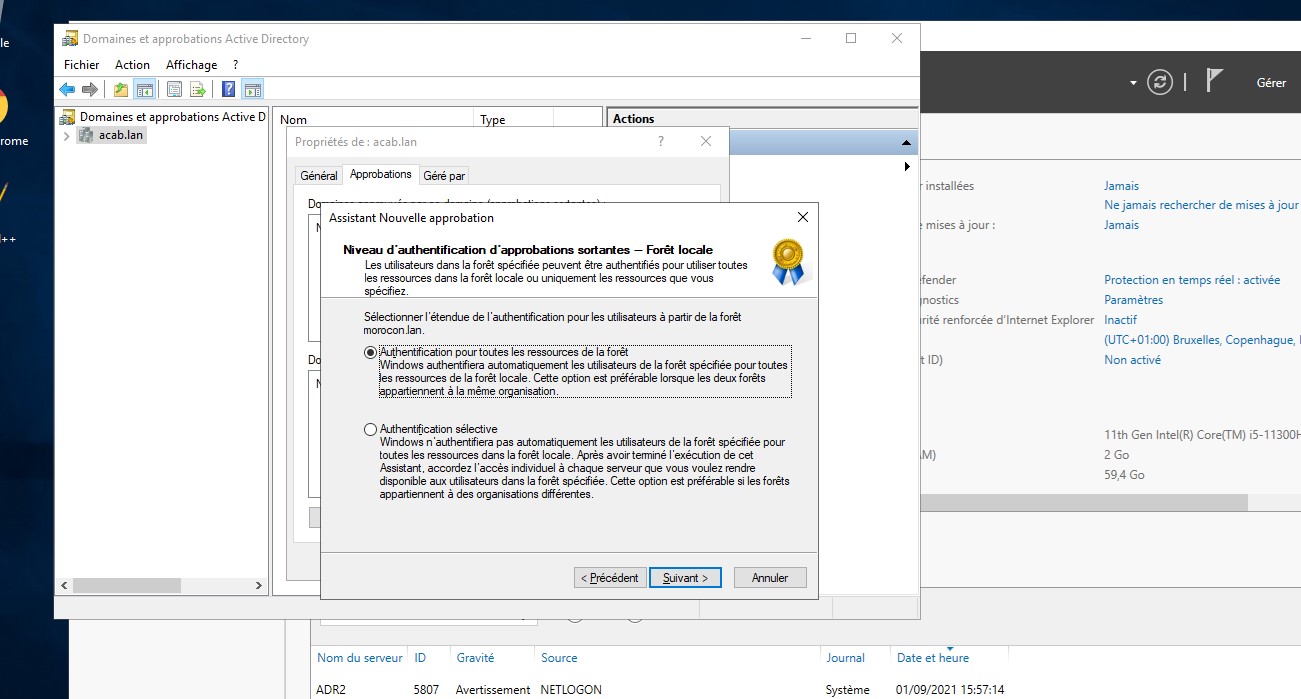 le
rome
++
Domaines et approbations Active Directory
Fichier Action Affichage ?
Domaines et approbations Active D
acab.lan
Nom Type
Actions
Propriétés de : acab.lan
Général Approbations Géré par
Assistant Nouvelle approbation
Niveau d'authentification d'approbations sortantes – Forêt locale
Les utilisateurs dans la forêt spécifiée peuvent être authentifiés pour utiliser toutes
les ressources dans la forêt locale ou uniquement les ressources que vous
spécifiez.
Sélectionner l'étendue de l'authentification pour les utilisateurs à partir de la forêt
morocon.lan.
Authentification pour toutes les ressources de la forêt
Windows authentifiera automatiquement les utilisateurs de la forêt spécifiée pour toutes
les ressources de la forêt locale. Cette option est préférable lorsque les deux forêts
appartiennent à la même organisation.
Authentification sélective
Windows n'authentifiera pas automatiquement les utilisateurs de la forêt spécifiée pour
toutes les ressources dans la forêt locale. Après avoir terminé l'exécution de cet
Assistant, accordez l'accès individuel à chaque serveur que vous voulez rendre
disponible aux utilisateurs dans la forêt spécifiée. Cette option est préférable si les forêts
appartiennent à des organisations différentes.
< Précédent Suivant > Annuler
Gérer
installées Jamais
Ne jamais rechercher de mises à jour
mises à jour : Jamais
fender Protection en temps réel : activée
gnostics Paramètres
urité renforcée d'Internet Explorer Inactif
(UTC+01:00) Bruxelles, Copenhague,
t ID) Non activé
11th Gen Intel(R) Core(TM) i5-11300H
M) 2 Go
59,4 Go
Nom du serveur ID Gravité Source Journal Date et heure
ADR2 5807 Avertissement NETLOGON Système 01/09/2021 15:57:14